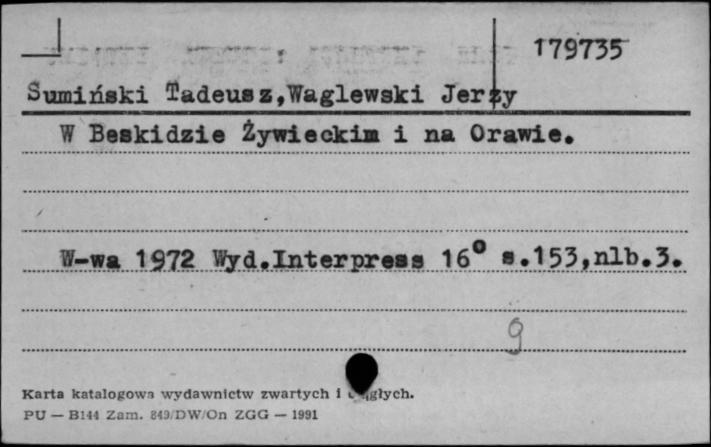 179735
Sumiński Tadeusz,Waglewski Jerzy
W Beskidzie Żywieckim i na Orawie.
W-wa 1972 Wyd.Interpress 16° s.153,nlb.3.
9
Karta katalogowa wydawnictw zwartych i ciągłych.
PU — B144 Zam. 849/DW/On ZGG — 1991